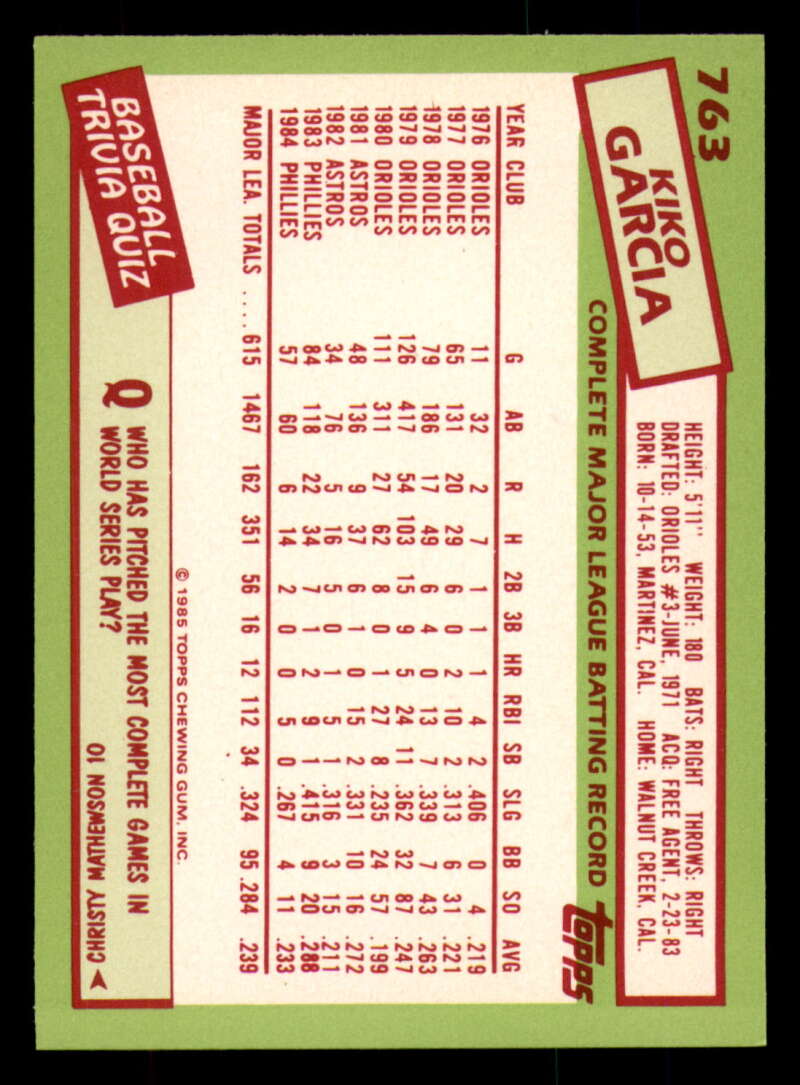 763
KIKO
GARCIA
HEIGHT: 5'11" WEIGHT: 180 BATS: RIGHT THROWS: RIGHT
DRAFTED: ORIOLES #3-JUNE, 1971 ACQ: FREE AGENT, 2-23-83
BORN: 10-14-53, MARTINEZ, CAL. HOME: WALNUT CREEK, CAL.
COMPLETE MAJOR LEAGUE BATTING RECORD topps
YEAR CLUB G AB R H 2B 3B HR RBI SB SLG BB SO AVG
1976 ORIOLES 11 32 2 7 1 1 1 4 2 .406 0 4 .219
1977 ORIOLES 65 131 20 29 6 0 2 10 2 .313 6 31 .221
1978 ORIOLES 79 186 17 49 6 4 0 13 7 .339 7 43 .263
1979 ORIOLES 126 417 54 103 15 9 5 24 11 .362 32 87 .247
1980 ORIOLES 111 311 27 62 8 0 1 27 8 .235 24 57 .199
1981 ASTROS 48 136 9 37 6 1 0 15 2 .331 10 16 .272
1982 ASTROS 34 76 5 16 5 0 1 5 1 .316 3 15 .211
1983 PHILLIES 84 118 22 34 7 1 2 9 1 .415 9 20 .288
1984 PHILLIES 57 60 6 14 2 0 0 5 0 .267 4 11 .233
MAJOR LEA. TOTALS .... 615 1467 162 351 56 16 12 112 34 .324 95 .284 .239
© 1985 TOPPS CHEWING GUM, INC.
BASEBALL
TRIVIA QUIZ
Q WHO HAS PITCHED THE MOST COMPLETE GAMES IN
WORLD SERIES PLAY?
10 CHRISTY MATHEWSON